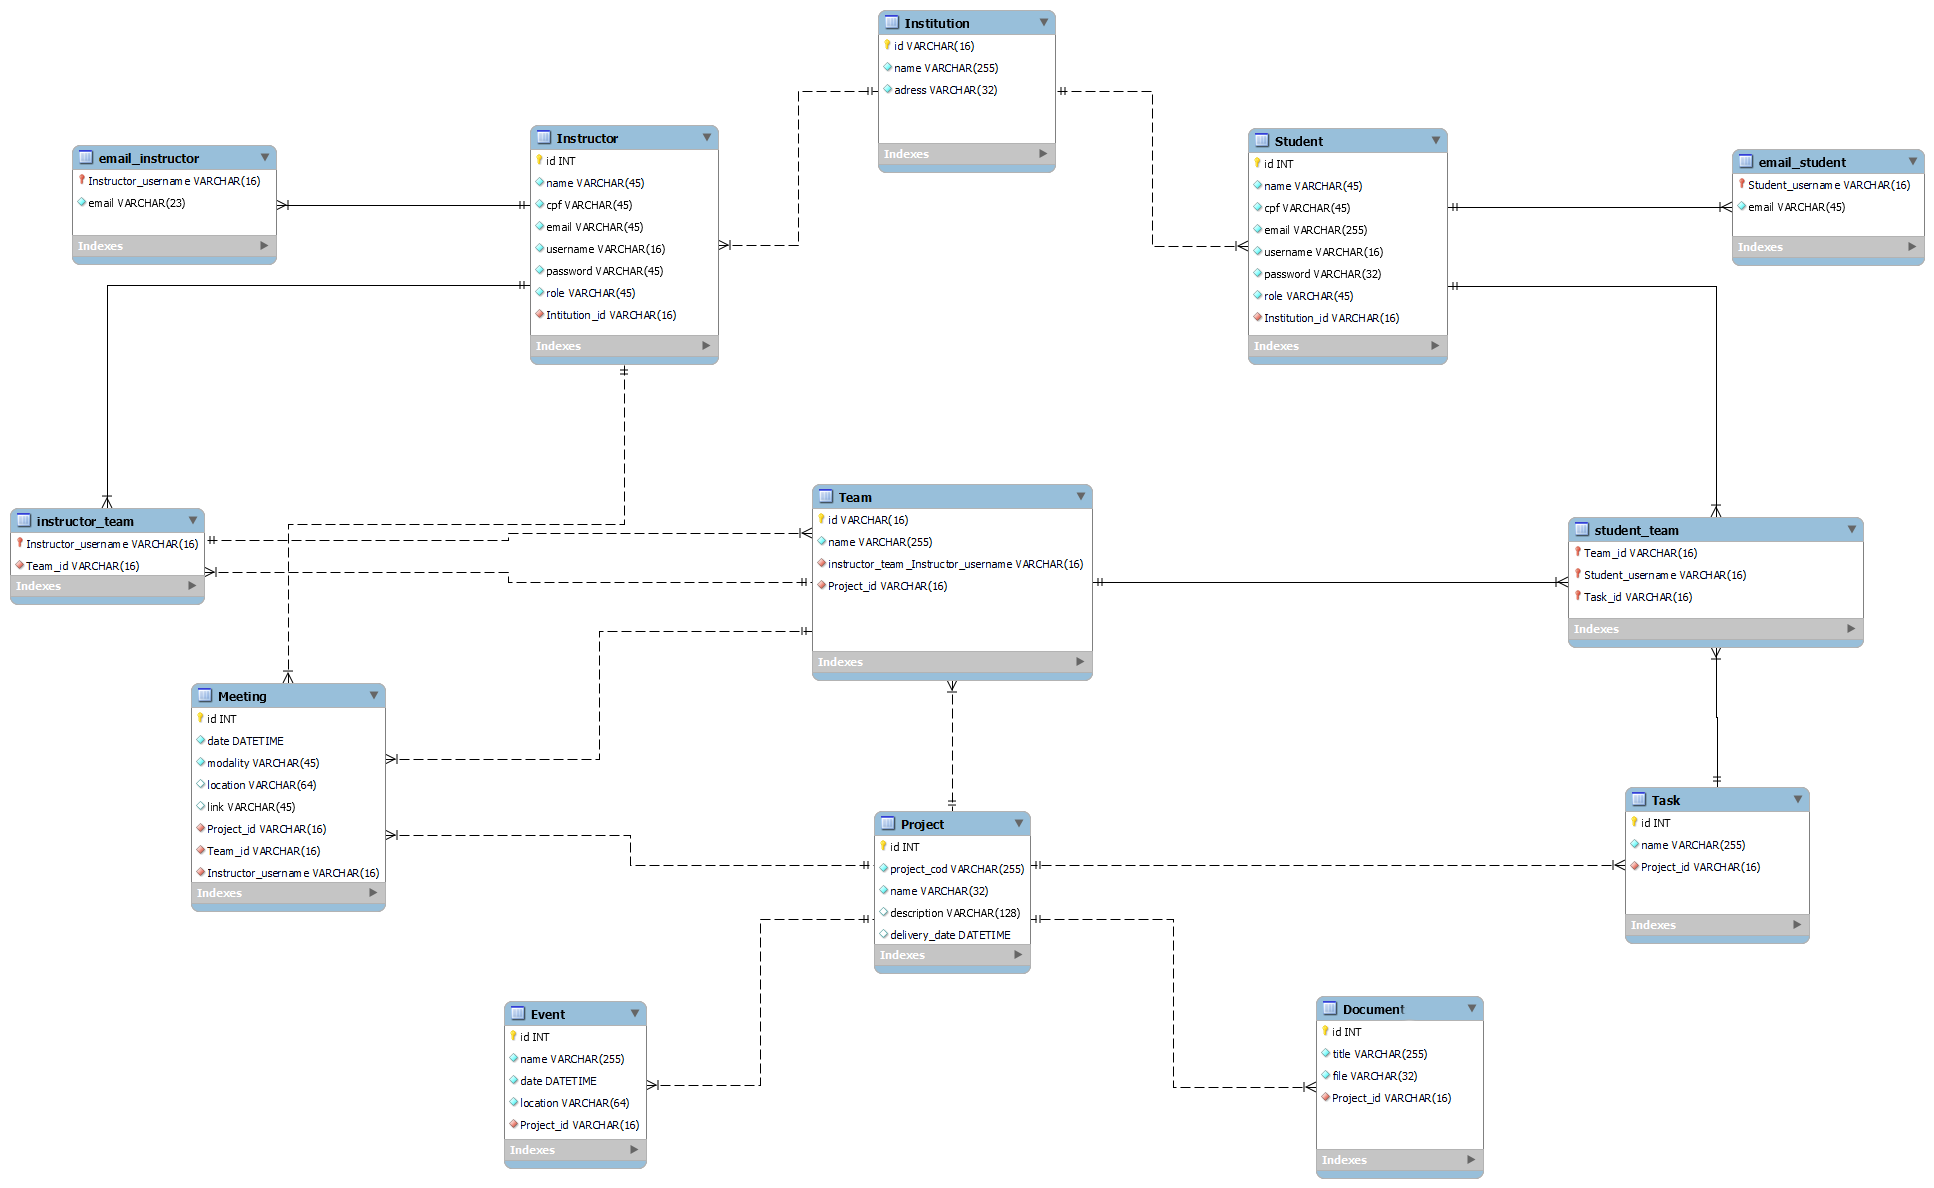 Institution
id VARCHAR(16)
name VARCHAR(255)
adress VARCHAR(32)
Indexes
Instructor
id INT
name VARCHAR(45)
cpf VARCHAR(45)
email VARCHAR(45)
username VARCHAR(16)
password VARCHAR(45)
role VARCHAR(45)
Intitution_id VARCHAR(16)
Indexes
Student
id INT
name VARCHAR(45)
cpf VARCHAR(45)
email VARCHAR(255)
username VARCHAR(16)
password VARCHAR(32)
role VARCHAR(45)
Institution_id VARCHAR(16)
Indexes
email_instructor
Instructor_username VARCHAR(16)
email VARCHAR(23)
Indexes
email_student
Student_username VARCHAR(16)
email VARCHAR(45)
Indexes
instructor_team
Instructor_username VARCHAR(16)
Team_id VARCHAR(16)
Indexes
Team
id VARCHAR(16)
name VARCHAR(255)
instructor_team_Instructor_username VARCHAR(16)
Project_id VARCHAR(16)
Indexes
student_team
Team_id VARCHAR(16)
Student_username VARCHAR(16)
Task_id VARCHAR(16)
Indexes
Meeting
id INT
date DATETIME
modality VARCHAR(45)
location VARCHAR(64)
link VARCHAR(45)
Project_id VARCHAR(16)
Team_id VARCHAR(16)
Instructor_username VARCHAR(16)
Indexes
Project
id INT
project_cod VARCHAR(255)
name VARCHAR(32)
description VARCHAR(128)
delivery_date DATETIME
Indexes
Task
id INT
name VARCHAR(255)
Project_id VARCHAR(16)
Indexes
Event
id INT
name VARCHAR(255)
date DATETIME
location VARCHAR(64)
Project_id VARCHAR(16)
Indexes
Document
id INT
title VARCHAR(255)
file VARCHAR(32)
Project_id VARCHAR(16)
Indexes